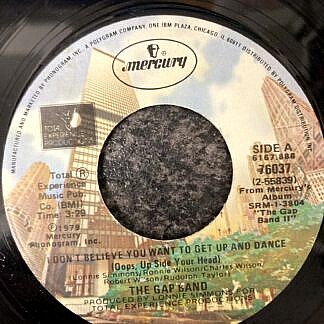 MANUFACTURED AND MARKETED BY PHONOGRAM, INC., A POLYGRAM COMPANY, ONE IBM PLAZA, CHICAGO, IL 60611 DISTRIBUTED BY
mercury
TOTAL
EXPERIENCE
PRODUCTIONS
SIDE A
6167.888
76037
(2-55839)
From Mercury's
Album
SRM-1-3804
"The Gap
Band II"
Total
Experience
Music Pub.
Co. (BMI)
Time 3:29
℗ 1979
Mercury
Phonogram, Inc.
I DON'T BELIEVE YOU WANT TO GET UP AND DANCE
(Oops, Up Side Your Head)
(Lonnie Simmons/Ronnie Wilson/Charles Wilson/
Robert Wilson/Rudolph Taylor)
THE GAP BAND
PRODUCED BY LONNIE SIMMONS FOR
TOTAL EXPERIENCE PRODUCTIONS